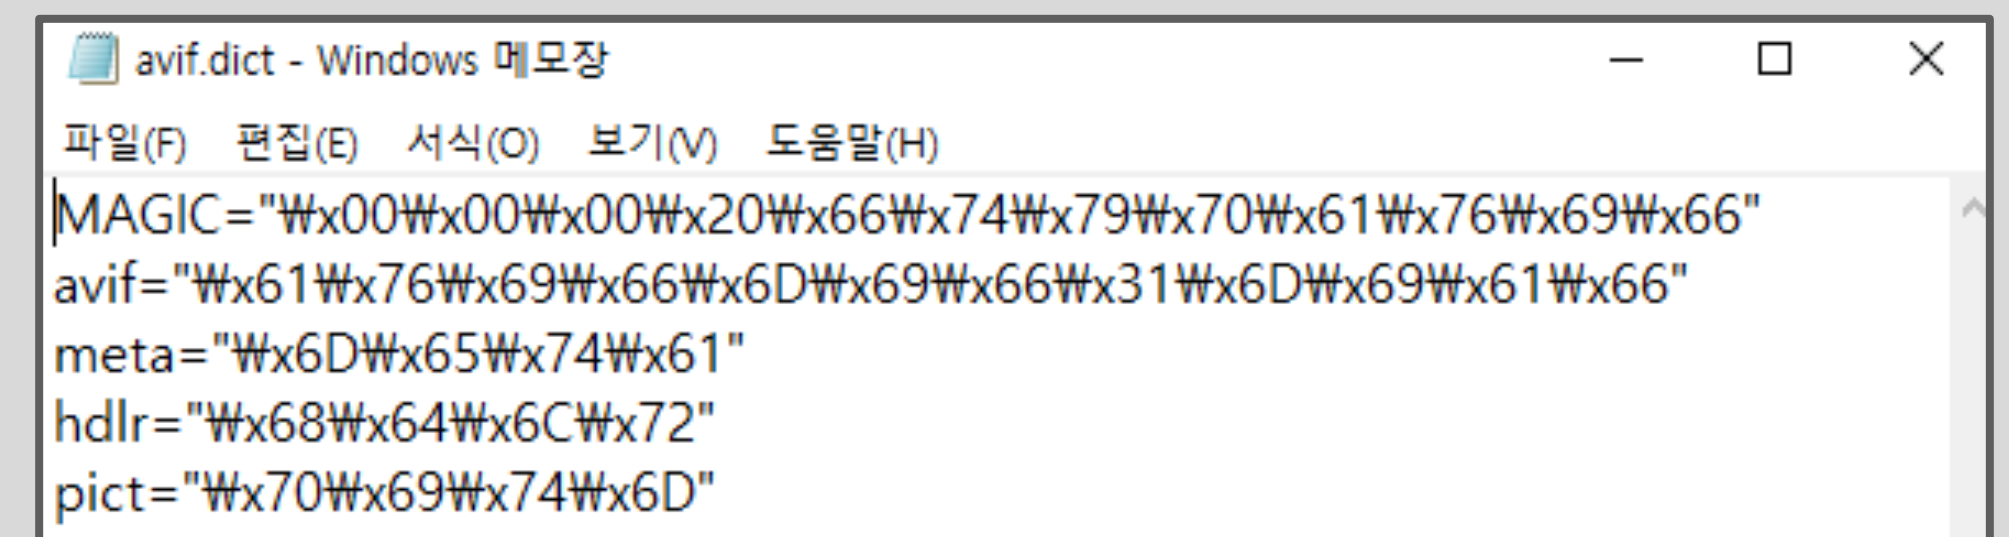 avif.dict - Windows 메모장
파일(F) 편집(E) 서식(O) 보기(V) 도움말(H)
MAGIC="₩x00₩x00₩x00₩x20₩x66₩x74₩x79₩x70₩x61₩x76₩x69₩x66"
avif="₩x61₩x76₩x69₩x66₩x6D₩x69₩x66₩x31₩x6D₩x69₩x61₩x66"
meta="₩x6D₩x65₩x74₩x61"
hdlr="₩x68₩x64₩x6C₩x72"
pict="₩x70₩x69₩x74₩x6D"